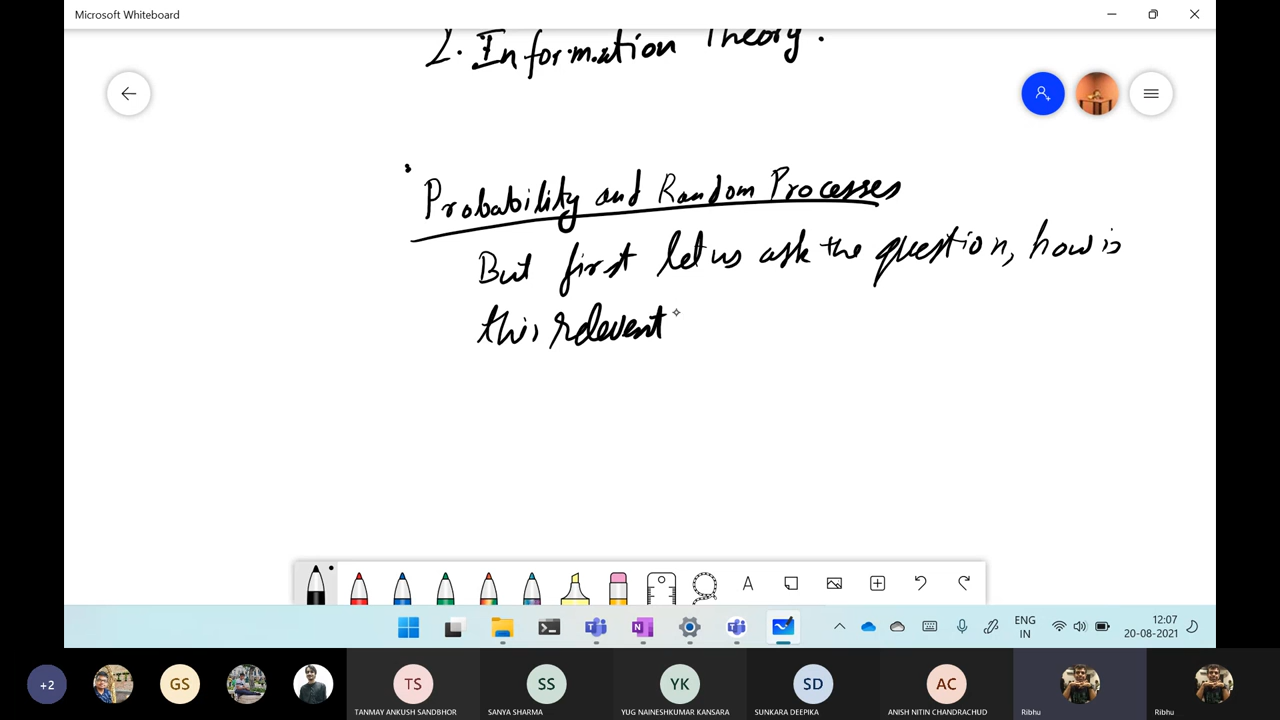 Microsoft Whiteboard
2. Information Theory.
Probability and Random Processes
But first let us ask the question, how is
this relevent
A
ENG
IN
12:07
20-08-2021
+2
GS
TS
SS
YK
SD
AC
TANMAY ANKUSH SANDBHOR
SANYA SHARMA
YUG NAINESHKUMAR KANSARA
SUNKARA DEEPIKA
ANISH NITIN CHANDRACHUD
Ribhu
Ribhu